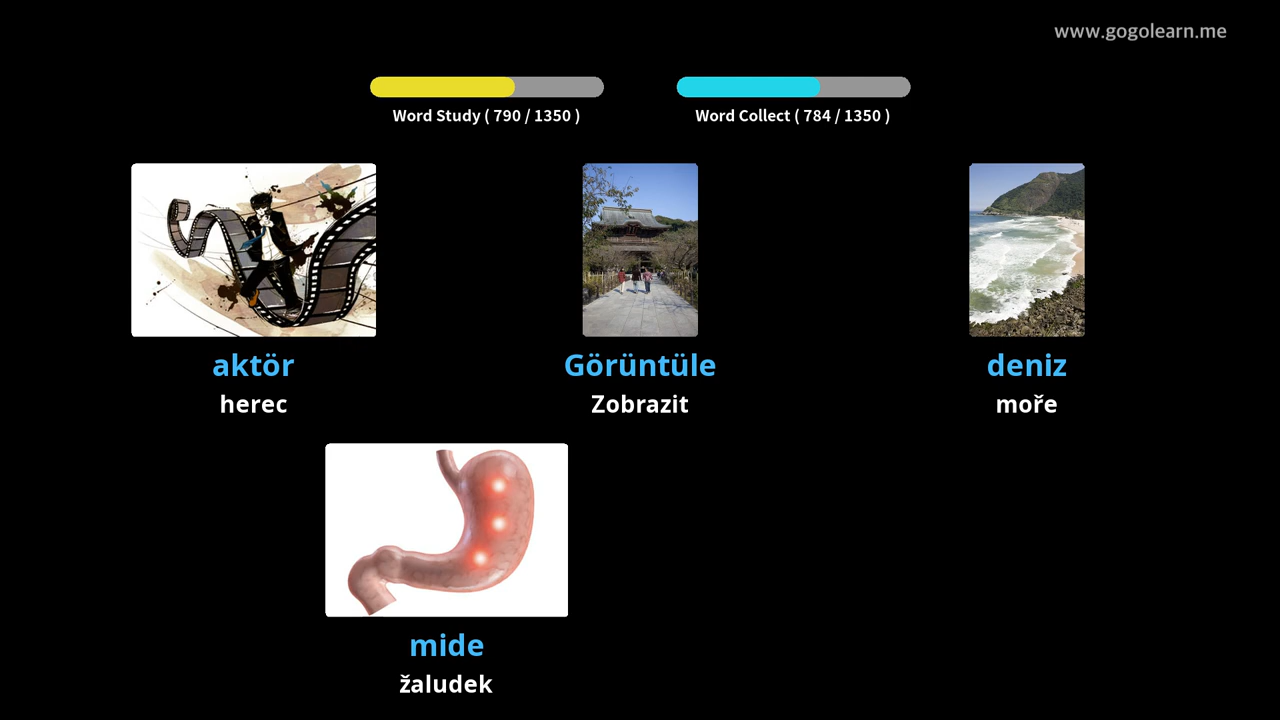 www.gogolearn.me
Word Study ( 790 / 1350 )
Word Collect ( 784 / 1350 )
aktör
herec
Görüntüle
Zobrazit
deniz
moře
mide
žaludek